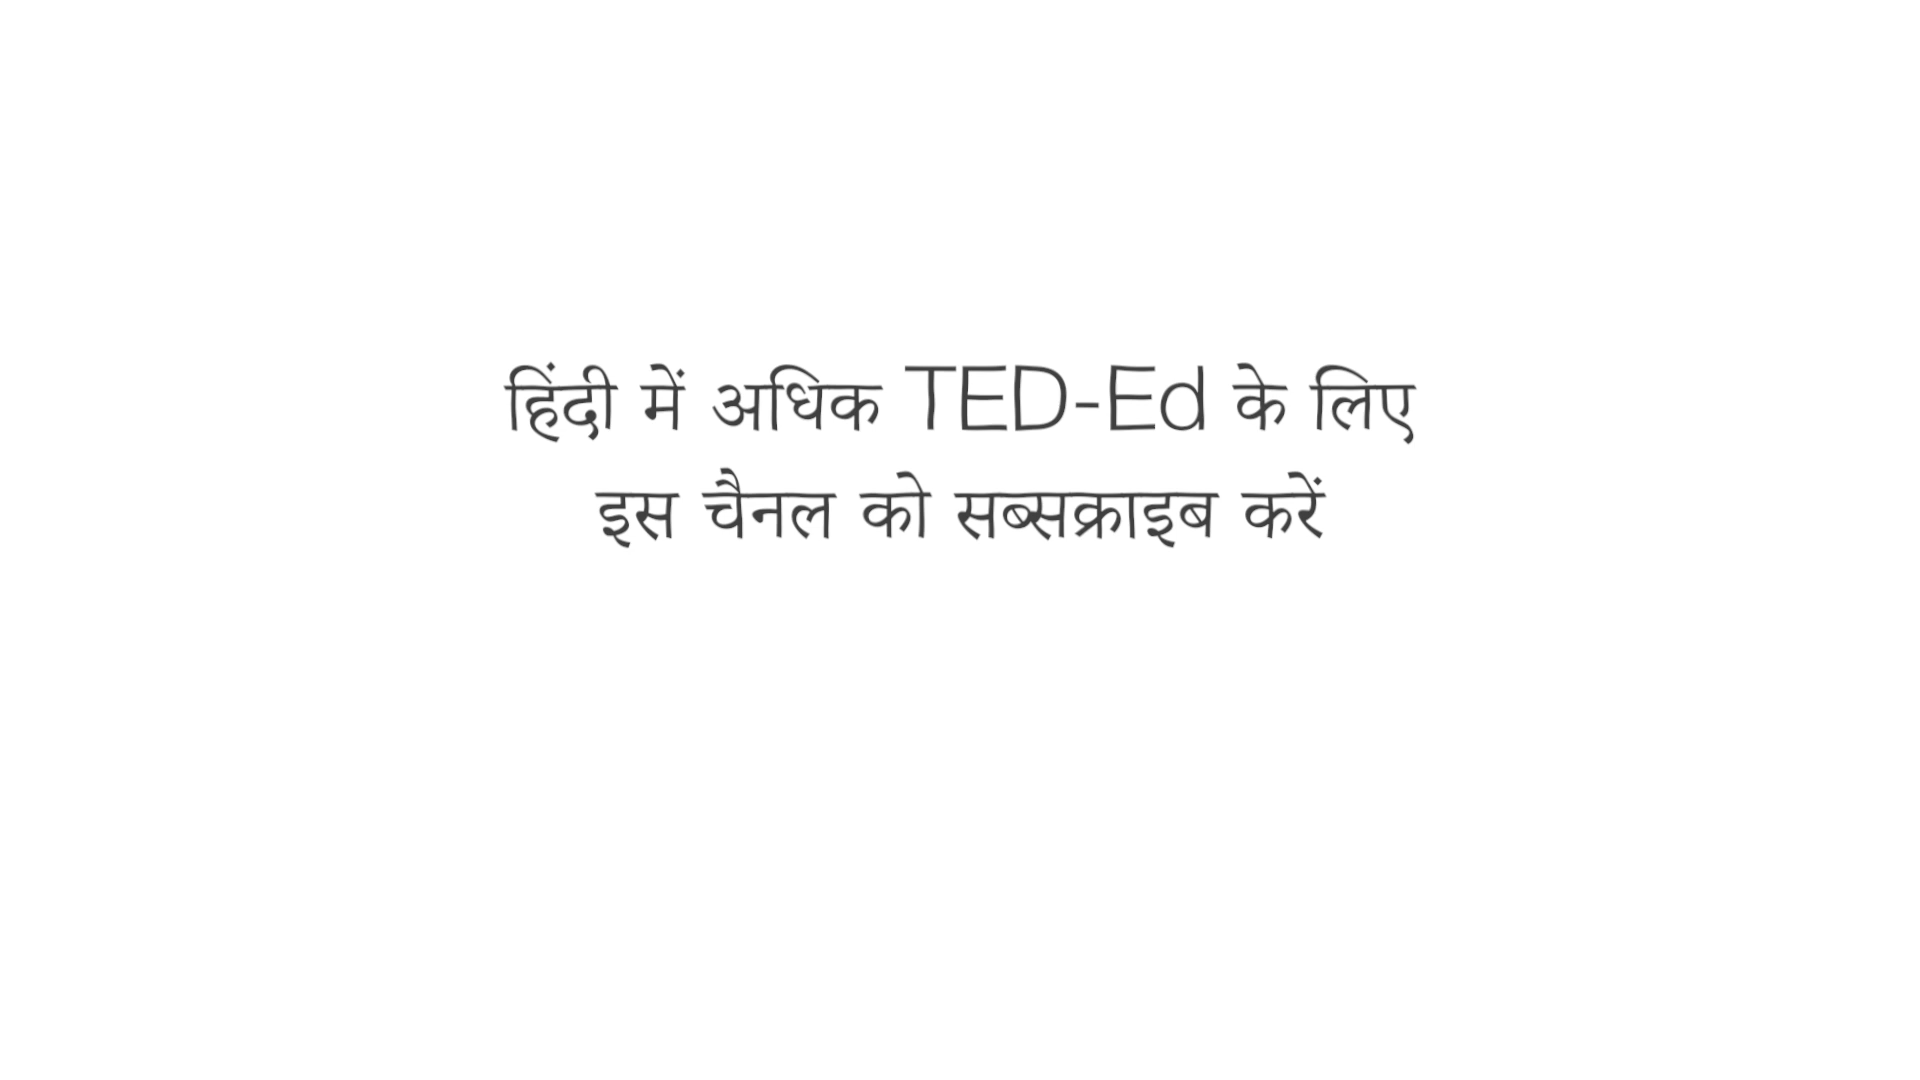 हिंदी में अधिक TED-Ed के लिए
इस चैनल को सब्सक्राइब करें